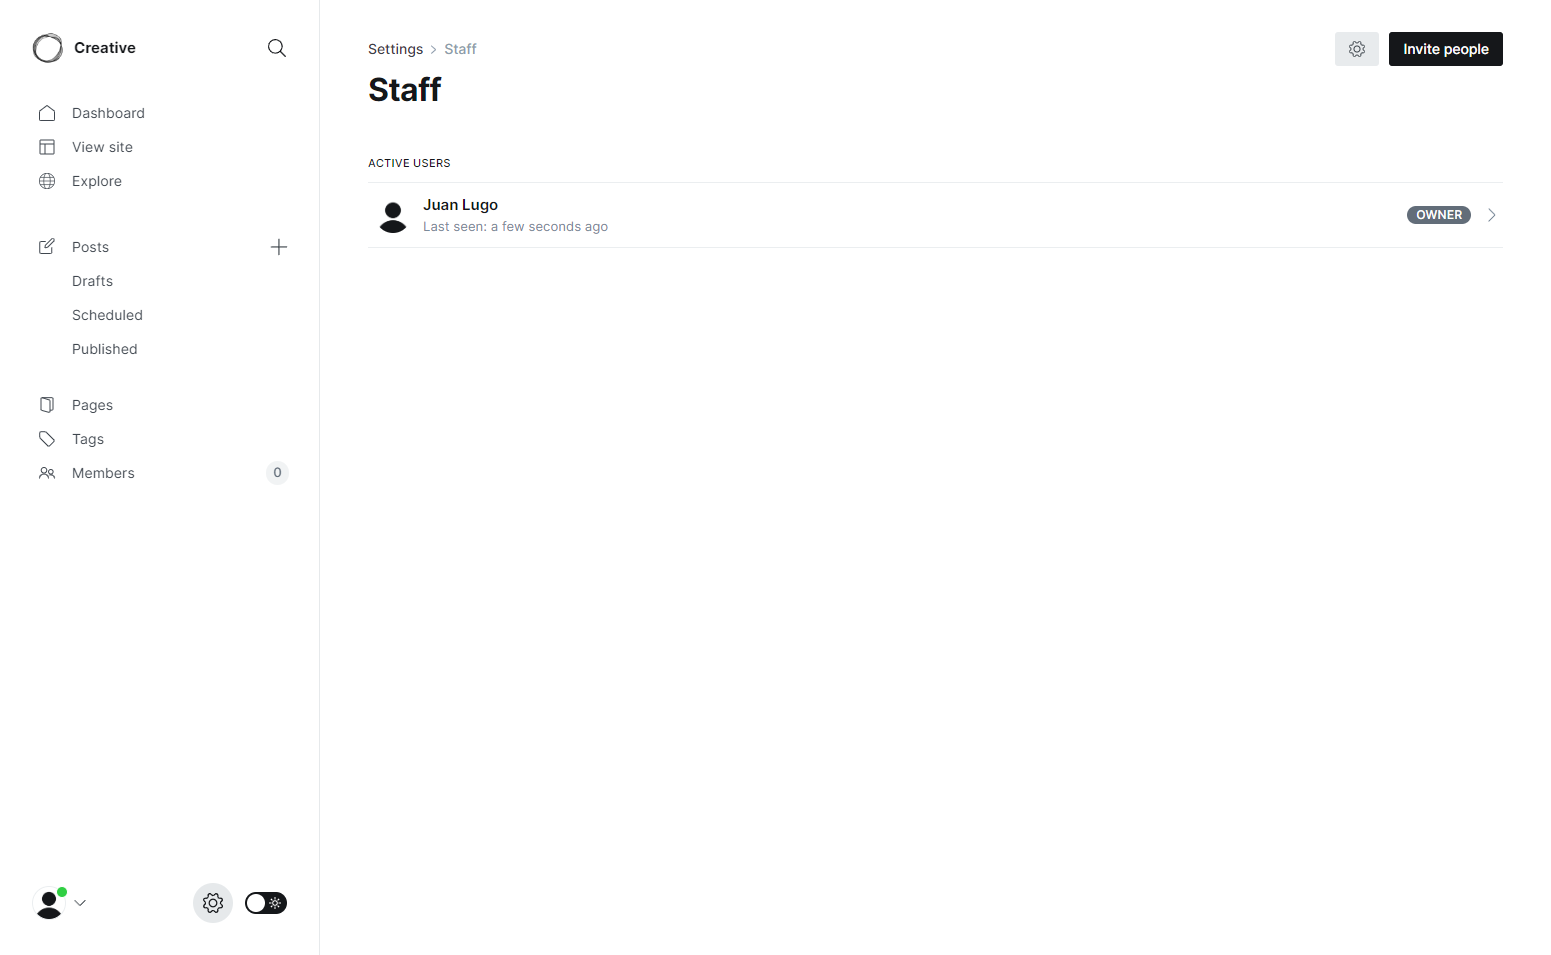 Creative
Dashboard
View site
Explore
Posts
Drafts
Scheduled
Published
Pages
Tags
Members 0
Settings > Staff
Invite people
Staff
ACTIVE USERS
Juan Lugo
Last seen: a few seconds ago
OWNER